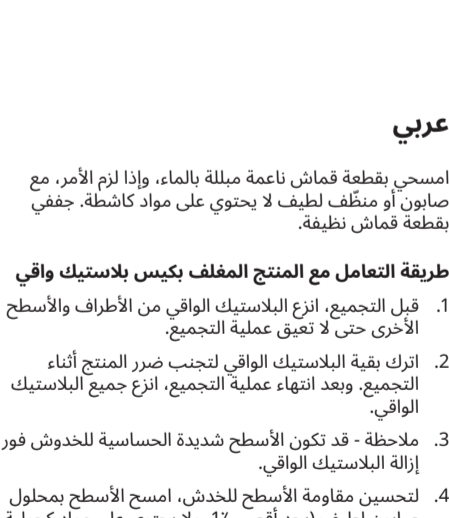 عربي
امسحي بقطعة قماش ناعمة مبللة بالماء، وإذا لزم الأمر، مع
صابون أو منظّف لطيف لا يحتوي على مواد كاشطة. جففي
بقطعة قماش نظيفة.
طريقة التعامل مع المنتج المغلف بكيس بلاستيك واقي
1. قبل التجميع، انزع البلاستيك الواقي من الأطراف والأسطح
الأخرى حتى لا تعيق عملية التجميع.
2. اترك بقية البلاستيك الواقي لتجنب ضرر المنتج أثناء
التجميع. وبعد انتهاء عملية التجميع، انزع جميع البلاستيك
الواقي.
3. ملاحظة - قد تكون الأسطح شديدة الحساسية للخدوش فور
إزالة البلاستيك الواقي.
4. لتحسين مقاومة الأسطح للخدش، امسح الأسطح بمحلول